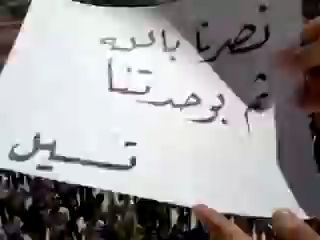 نصرنا بالله
ثم بوحدتنا
تسيل